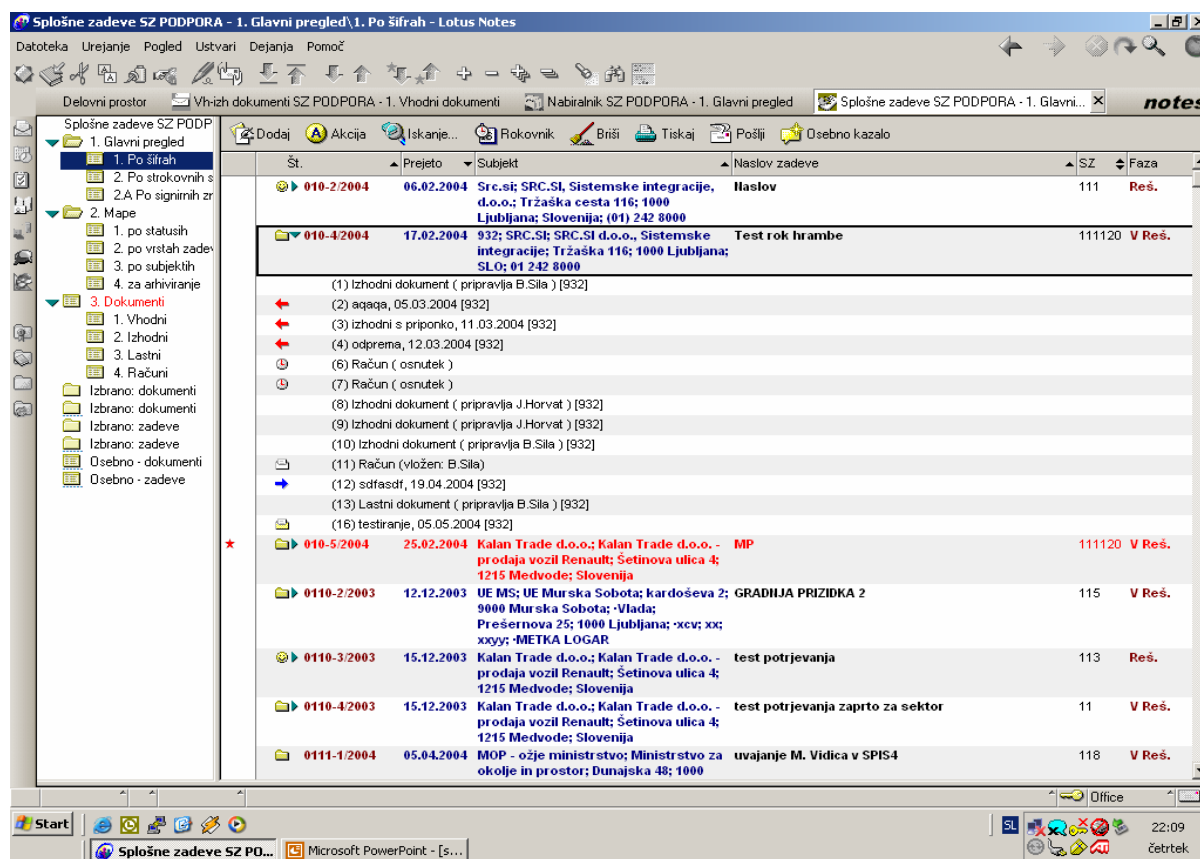 Splošne zadeve SZ PODPORA - 1. Glavni pregled\1. Po šifrah - Lotus Notes
Datoteka Urejanje Pogled Ustvari Dejanja Pomoč
Delovni prostor
Vh-izh dokumenti SZ PODPORA - 1. Vhodni dokumenti
Nabiralnik SZ PODPORA - 1. Glavni pregled
Splošne zadeve SZ PODPORA - 1. Glavni...
notes
Splošne zadeve SZ PODP
1. Glavni pregled
1. Po šifrah
2. Po strokovnih s
2.A Po signirnih zr
2. Mape
1. po statusih
2. po vrstah zadev
3. po subjektih
4. za arhiviranje
3. Dokumenti
1. Vhodni
2. Izhodni
3. Lastni
4. Računi
Izbrano: dokumenti
Izbrano: dokumenti
Izbrano: zadeve
Izbrano: zadeve
Osebno - dokumenti
Osebno - zadeve
Dodaj Akcija Iskanje... Rokovnik Briši Tiskaj Pošlji Osebno kazalo
Št. Prejeto Subjekt Naslov zadeve SZ Faza
010-2/2004 06.02.2004 Src.si; SRC.SI, Sistemske integracije, Naslov 111 Reš.
d.o.o.; Tržaška cesta 116; 1000
Ljubljana; Slovenija; (01) 242 8000
010-4/2004 17.02.2004 932; SRC.SI; SRC.SI d.o.o., Sistemske Test rok hrambe 111120 V Reš.
integracije; Tržaška 116; 1000 Ljubljana;
SLO; 01 242 8000
(1) Izhodni dokument ( pripravlja B.Sila ) [932]
(2) aqaqa, 05.03.2004 [932]
(3) izhodni s priponko, 11.03.2004 [932]
(4) odprema, 12.03.2004 [932]
(6) Račun ( osnutek )
(7) Račun ( osnutek )
(8) Izhodni dokument ( pripravlja J.Horvat ) [932]
(9) Izhodni dokument ( pripravlja J.Horvat ) [932]
(10) Izhodni dokument ( pripravlja B.Sila ) [932]
(11) Račun (vložen: B.Sila)
(12) sdfasdf, 19.04.2004 [932]
(13) Lastni dokument ( pripravlja B.Sila ) [932]
(16) testiranje, 05.05.2004 [932]
010-5/2004 25.02.2004 Kalan Trade d.o.o.; Kalan Trade d.o.o. - MP 111120 V Reš.
prodaja vozil Renault; Šetinova ulica 4;
1215 Medvode; Slovenija
0110-2/2003 12.12.2003 UE MS; UE Murska Sobota; kardoševa 2; GRADNJA PRIZIDKA 2 115 V Reš.
9000 Murska Sobota; ·Vlada;
Prešernova 25; 1000 Ljubljana; ·xcv; xx;
xxyy; ·METKA LOGAR
0110-3/2003 15.12.2003 Kalan Trade d.o.o.; Kalan Trade d.o.o. - test potrjevanja 113 Reš.
prodaja vozil Renault; Šetinova ulica 4;
1215 Medvode; Slovenija
0110-4/2003 15.12.2003 Kalan Trade d.o.o.; Kalan Trade d.o.o. - test potrjevanja zaprto za sektor 11 V Reš.
prodaja vozil Renault; Šetinova ulica 4;
1215 Medvode; Slovenija
0111-1/2004 05.04.2004 MOP - ožje ministrstvo; Ministrstvo za uvajanje M. Vidica v SPIS4 118 V Reš.
okolje in prostor; Dunajska 48; 1000
Office
Start
SL
22:09
Splošne zadeve SZ PO...
Microsoft PowerPoint - [s...
četrtek